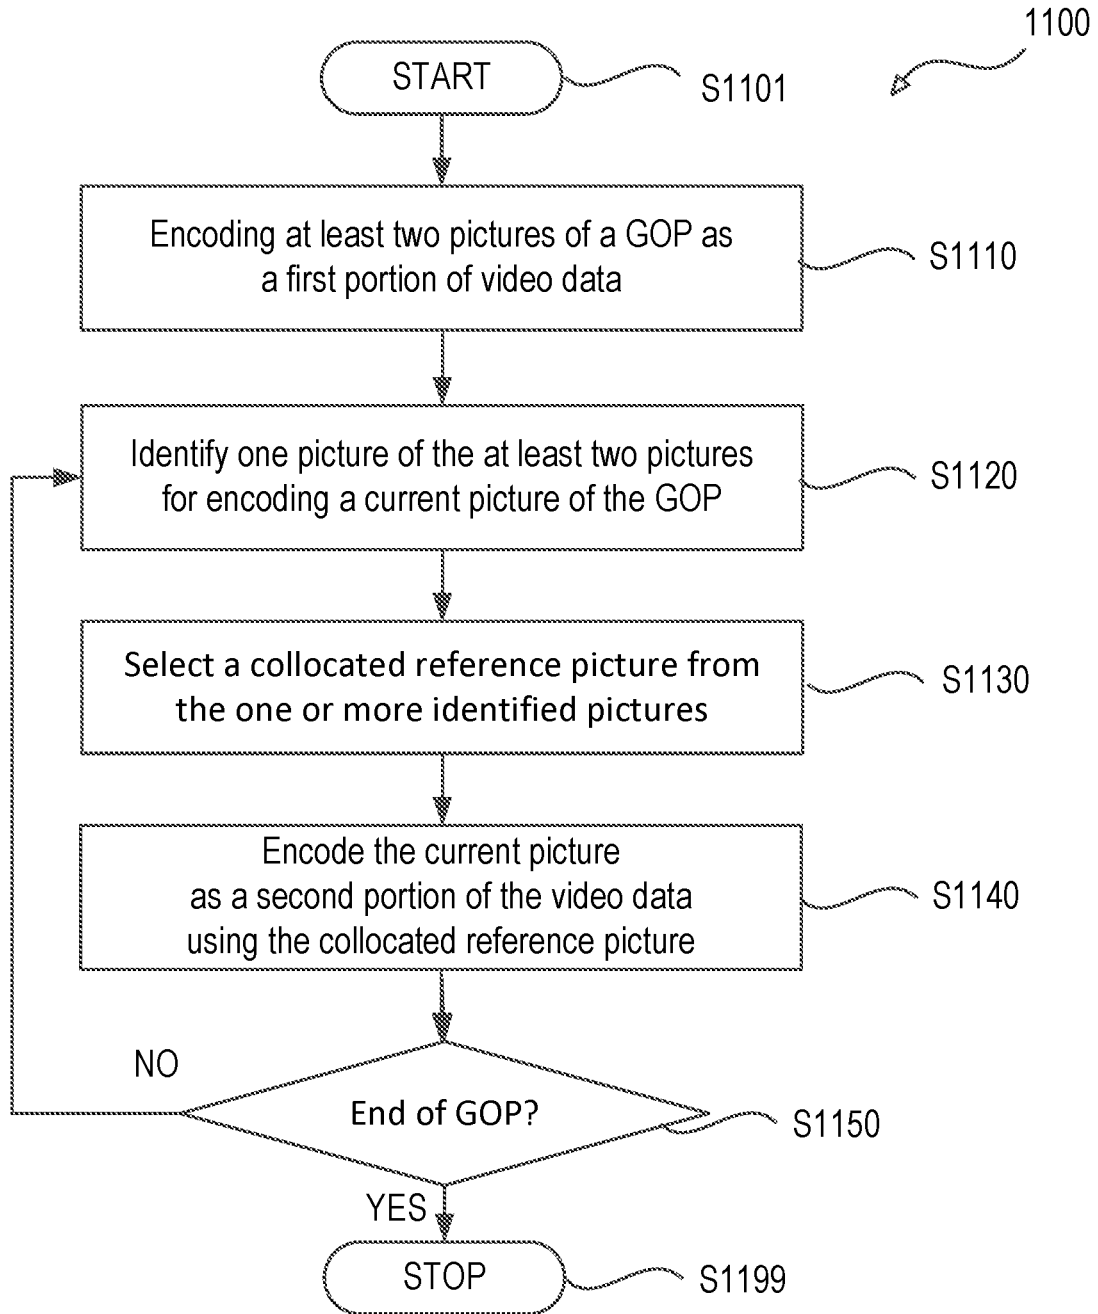 1100
START
S1101
Encoding at least two pictures of a GOP as
a first portion of video data
S1110
Identify one picture of the at least two pictures
for encoding a current picture of the GOP
S1120
Select a collocated reference picture from
the one or more identified pictures
S1130
Encode the current picture
as a second portion of the video data
using the collocated reference picture
S1140
NO
End of GOP?
S1150
YES
STOP
S1199